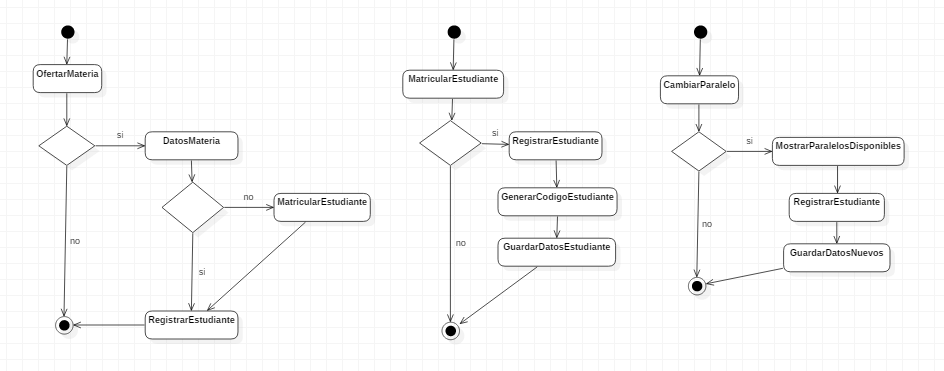 OfertarMateria
si
DatosMateria
no
MatricularEstudiante
no
si
RegistrarEstudiante
MatricularEstudiante
si
RegistrarEstudiante
GenerarCodigoEstudiante
no
GuardarDatosEstudiante
CambiarParalelo
si
MostrarParalelosDisponibles
RegistrarEstudiante
no
GuardarDatosNuevos